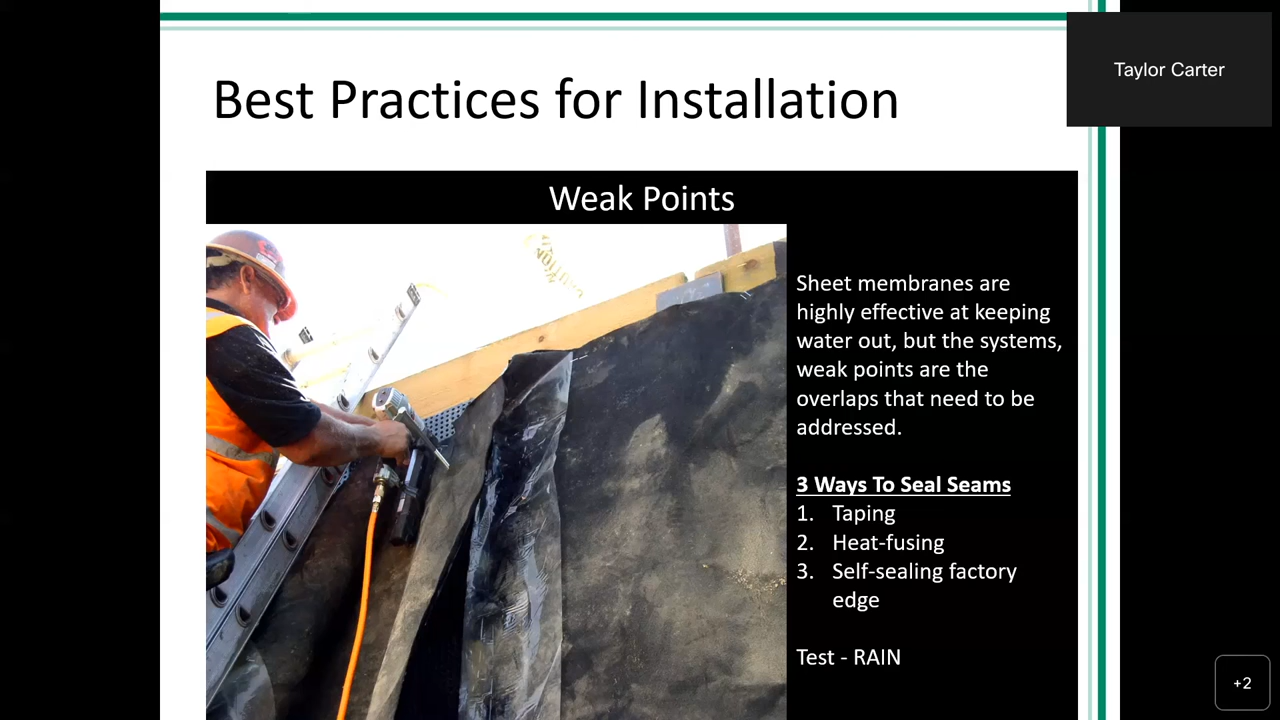 Taylor Carter
Best Practices for Installation
Weak Points
Sheet membranes are
highly effective at keeping
water out, but the systems,
weak points are the
overlaps that need to be
addressed.
3 Ways To Seal Seams
1. Taping
2. Heat-fusing
3. Self-sealing factory
edge
Test - RAIN
+2